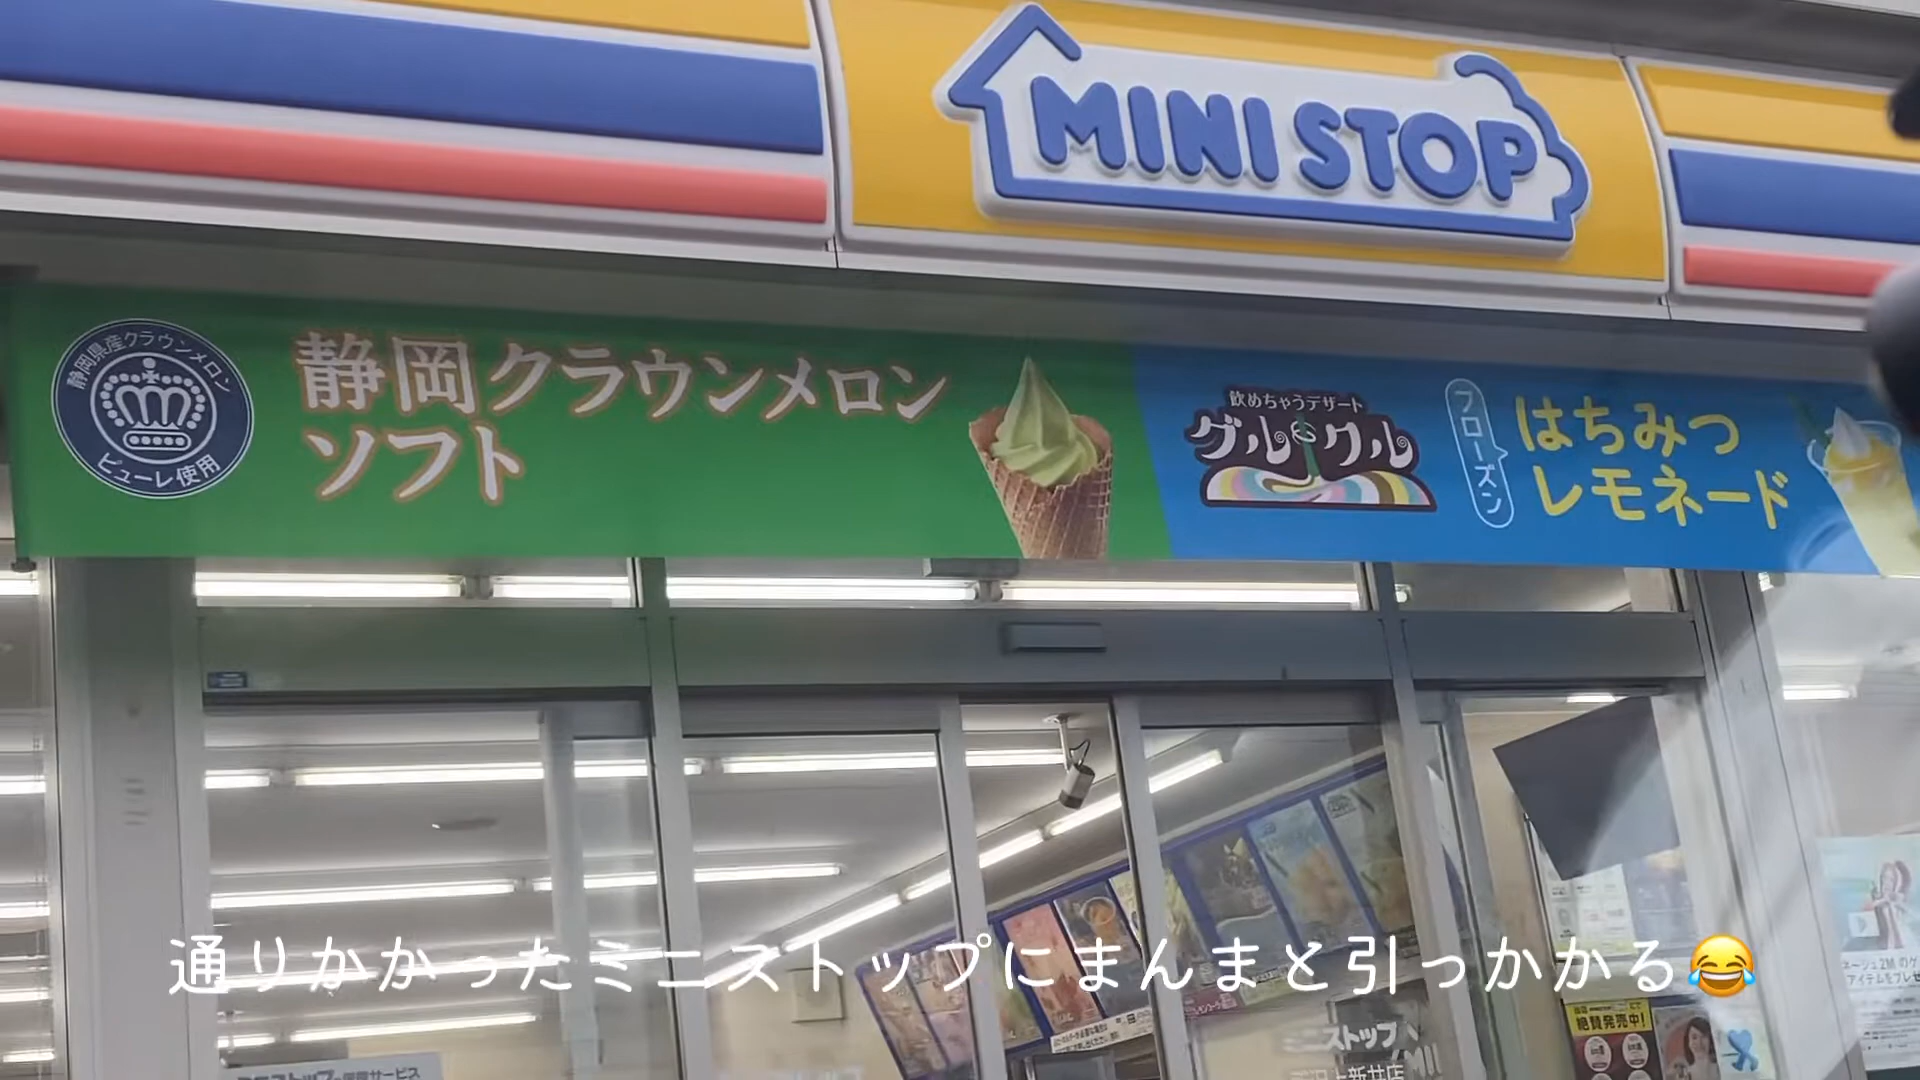 MINI STOP
静岡県産クラウンメロン
ピューレ使用
静岡クラウンメロン
ソフト
飲めちゃうデザート
グルクル
フローズン
はちみつ
レモネード
通りかかったミニストップにまんまと引っかかる😂
絶賛発売中!
ミニストップ